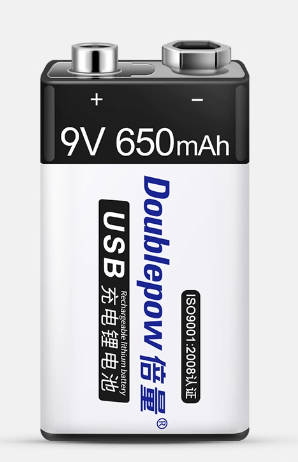 + −
9V 650mAh
Doublepow 倍量®
USB
Rechargeable lithium battery
充电锂电池
ISO9001:2008认证